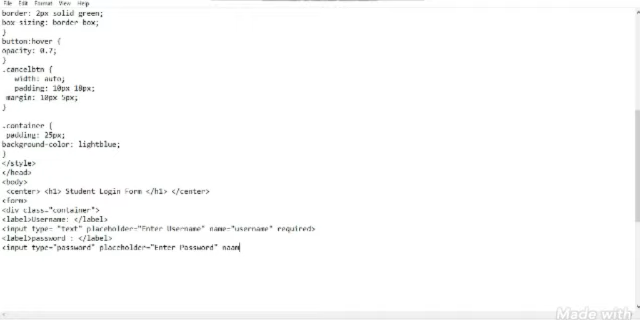 File Edit Format View Help
border: 2px solid green;
box sizing: border box;
}
button:hover {
opacity: 0.7;
}
.cancelbtn {
width: auto;
padding: 10px 18px;
margin: 10px 5px;
}
.container {
padding: 25px;
background-color: lightblue;
}
</style>
</head>
<body>
<center> <h1> Student Login Form </h1> </center>
<form>
<div class="container">
<label>Username: </label>
<input type= "text" placeholder="Enter Username" name="username" required>
<label>password : </label>
<input type="password" placeholder="Enter Password" naam
Made with